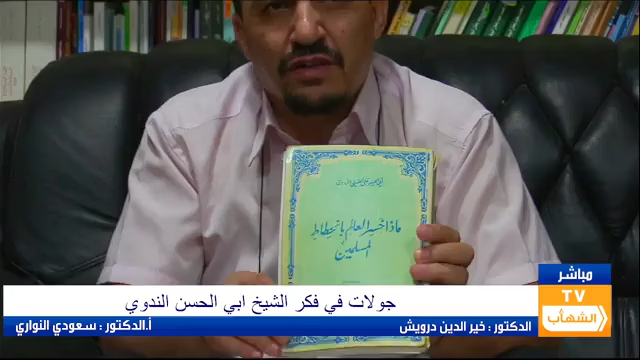 ماذا خسر العالم بانحطاط
المسلمين
مباشر
TV
الشهاب
جولات في فكر الشيخ ابي الحسن الندوي
الدكتور : خير الدين درويش
أ.الدكتور : سعودي النواري